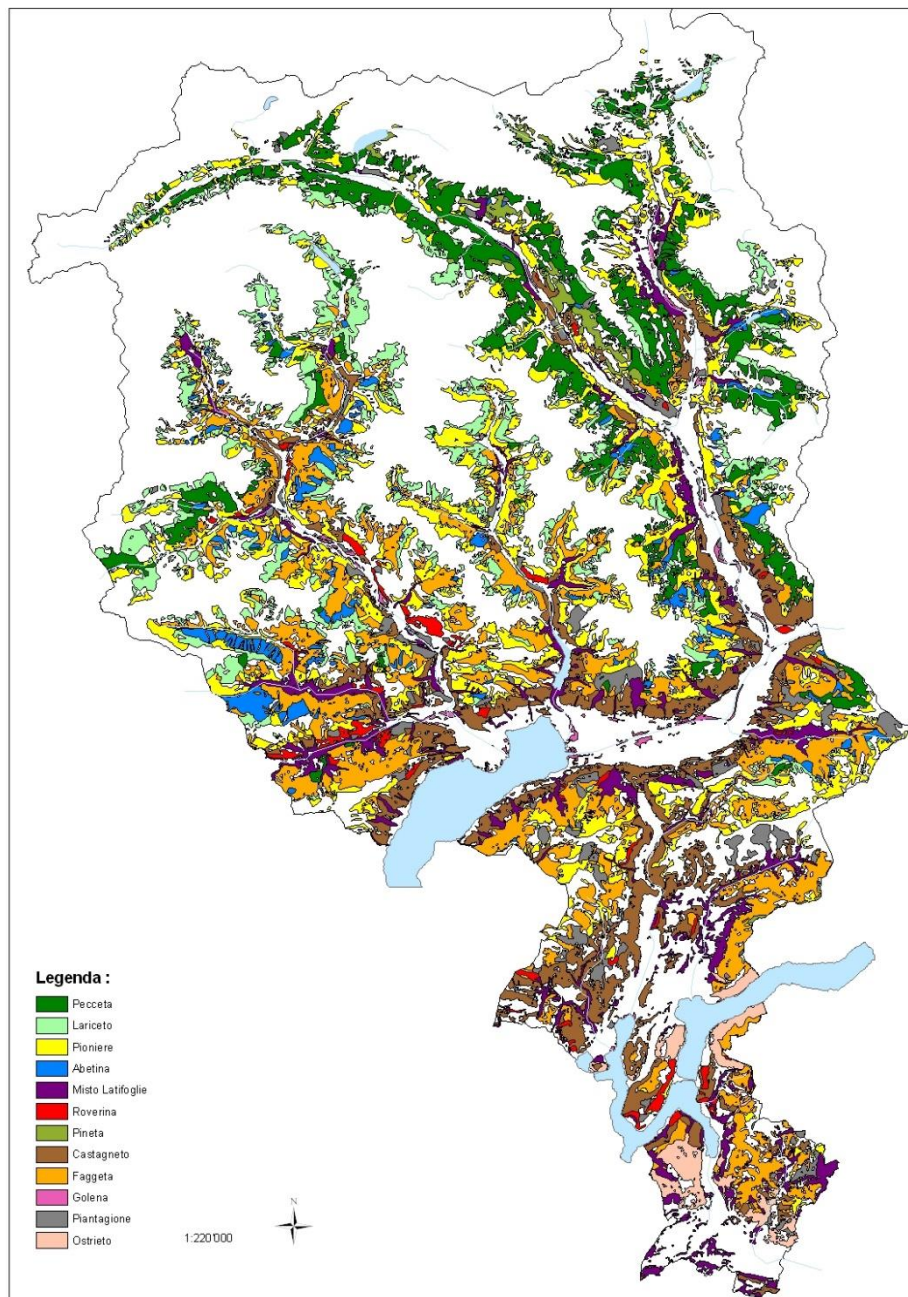 Legenda :
Pecceta
Lariceto
Pioniere
Abetina
Misto Latifoglie
Roverina
Pineta
Castagneto
Faggeta
Golena
Piantagione
Ostrieto
N
1:220'000